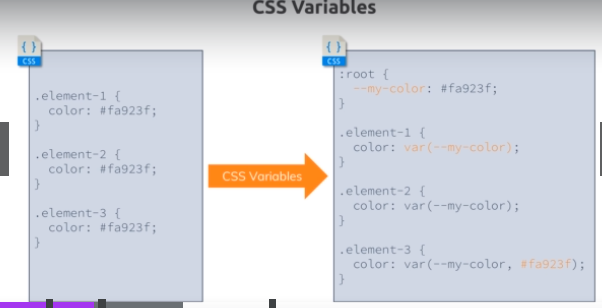 CSS Variables
{ }
CSS
.element-1 {
  color: #fa923f;
}
.element-2 {
  color: #fa923f;
}
.element-3 {
  color: #fa923f;
}
CSS Variables
{ }
CSS
:root {
  --my-color: #fa923f;
}
.element-1 {
  color: var(--my-color);
}
.element-2 {
  color: var(--my-color);
}
.element-3 {
  color: var(--my-color, #fa923f);
}